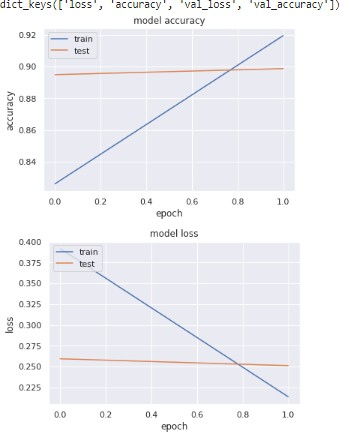 dict_keys(['loss', 'accuracy', 'val_loss', 'val_accuracy'])
model accuracy
0.92
0.90
0.88
0.86
0.84
accuracy
train
test
0.0 0.2 0.4 0.6 0.8 1.0
epoch
model loss
0.400
0.375
0.350
0.325
0.300
0.275
0.250
0.225
loss
train
test
0.0 0.2 0.4 0.6 0.8 1.0
epoch